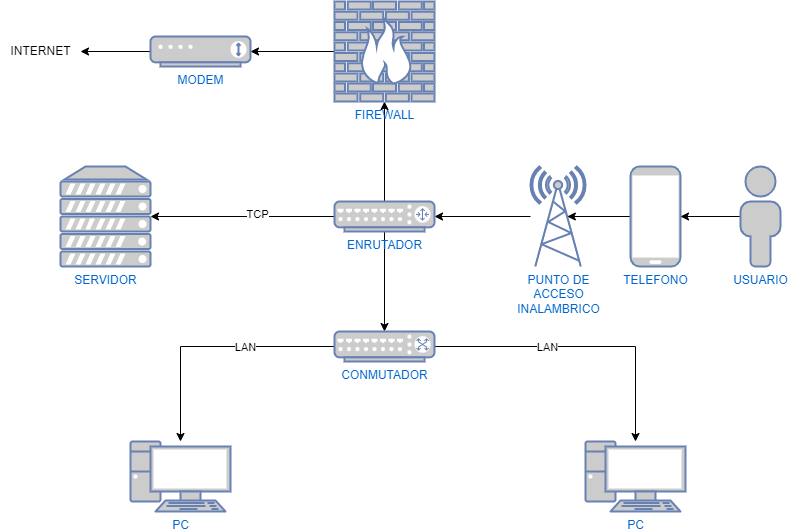 INTERNET
MODEM
FIREWALL
TCP
SERVIDOR
ENRUTADOR
PUNTO DE
ACCESO
INALAMBRICO
TELEFONO
USUARIO
LAN
CONMUTADOR
LAN
PC
PC